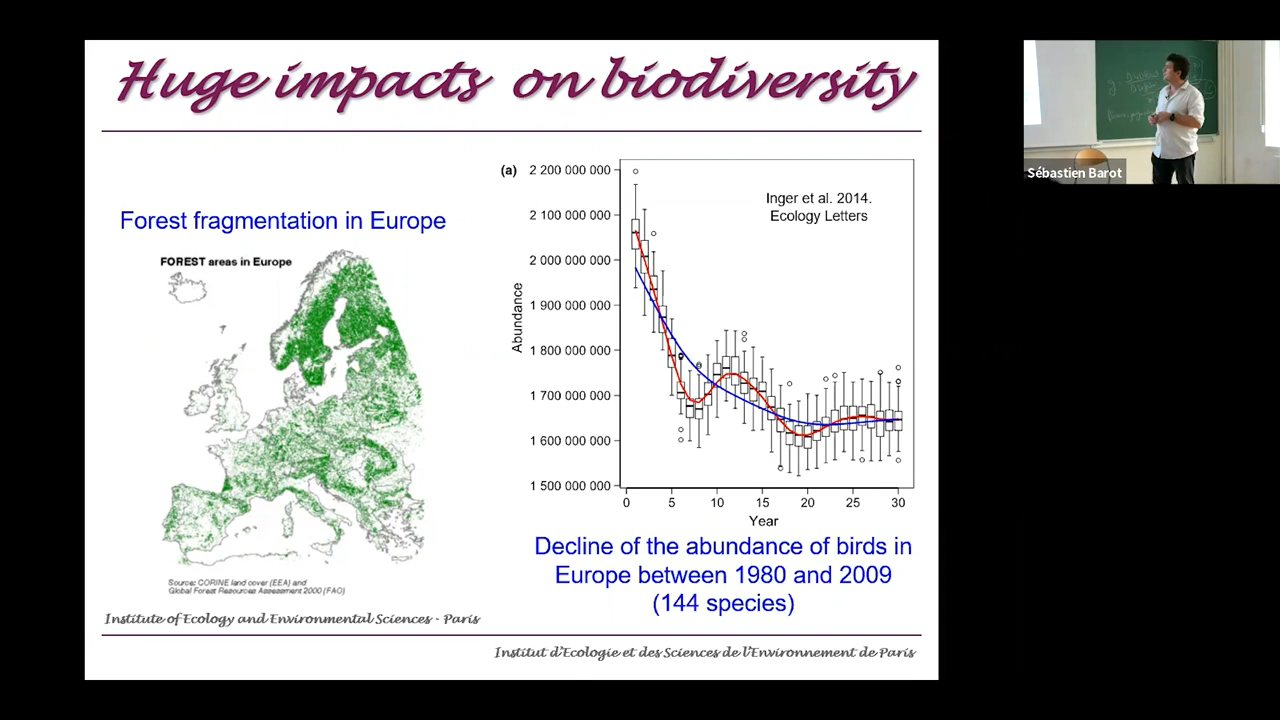 Huge impacts on biodiversity
Forest fragmentation in Europe
FOREST areas in Europe
Source: CORINE land cover (EEA) and
Global Forest Resources Assessment 2000 (FAO)
(a)
2 200 000 000
2 100 000 000
2 000 000 000
1 900 000 000
1 800 000 000
1 700 000 000
1 600 000 000
1 500 000 000
Abundance
Inger et al. 2014.
Ecology Letters
0 5 10 15 20 25 30
Year
Decline of the abundance of birds in
Europe between 1980 and 2009
(144 species)
Institute of Ecology and Environmental Sciences - Paris
Institut d'Ecologie et des Sciences de l'Environnement de Paris
Sébastien Barot